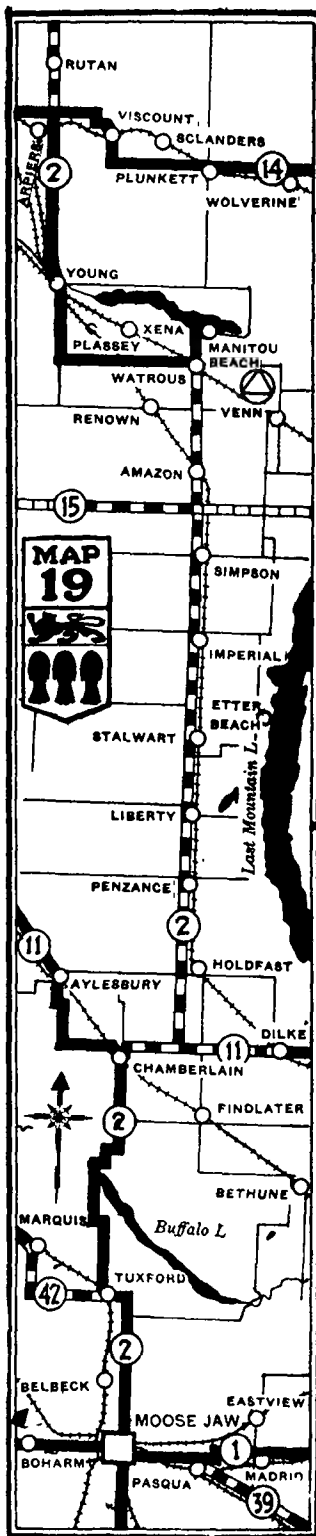 RUTAN
VISCOUNT
SCLANDERS
ARPIERE
2
PLUNKETT
14
WOLVERINE
YOUNG
XENA
PLASSEY
MANITOU
BEACH
WATROUS
RENOWN
VENN
AMAZON
15
MAP
19
SIMPSON
IMPERIAL
ETTER
BEACH
STALWART
Last Mountain L.
LIBERTY
PENZANCE
2
11
HOLDFAST
AYLESBURY
11
DILKE
CHAMBERLAIN
2
FINDLATER
BETHUNE
MARQUIS
Buffalo L
42
TUXFORD
2
BELBECK
EASTVIEW
MOOSE JAW
1
BOHARM
MADRID
PASQUA
39